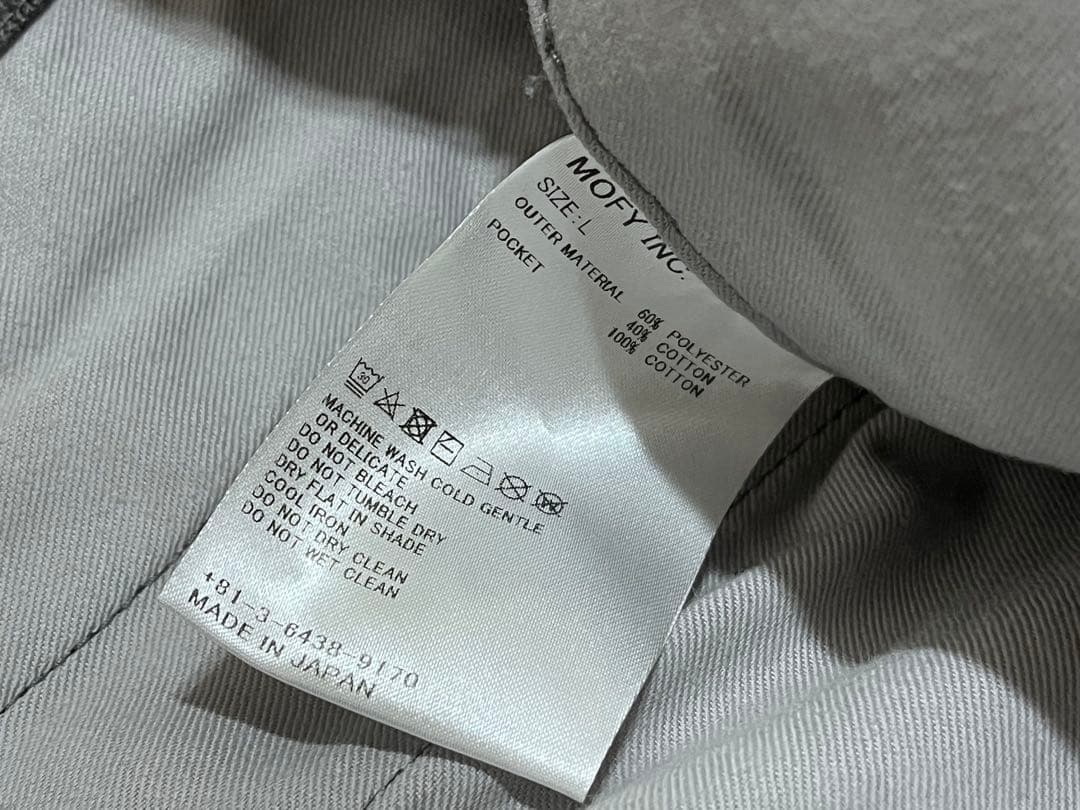 MOFY INC.
SIZE:L
OUTER MATERIAL
60% POLYESTER
40% COTTON
POCKET
100% COTTON
30
MACHINE WASH COLD GENTLE
OR DELICATE
DO NOT BLEACH
DO NOT TUMBLE DRY
DRY FLAT IN SHADE
COOL IRON
DO NOT DRY CLEAN
DO NOT WET CLEAN
+81-3-6438-9170
MADE IN JAPAN